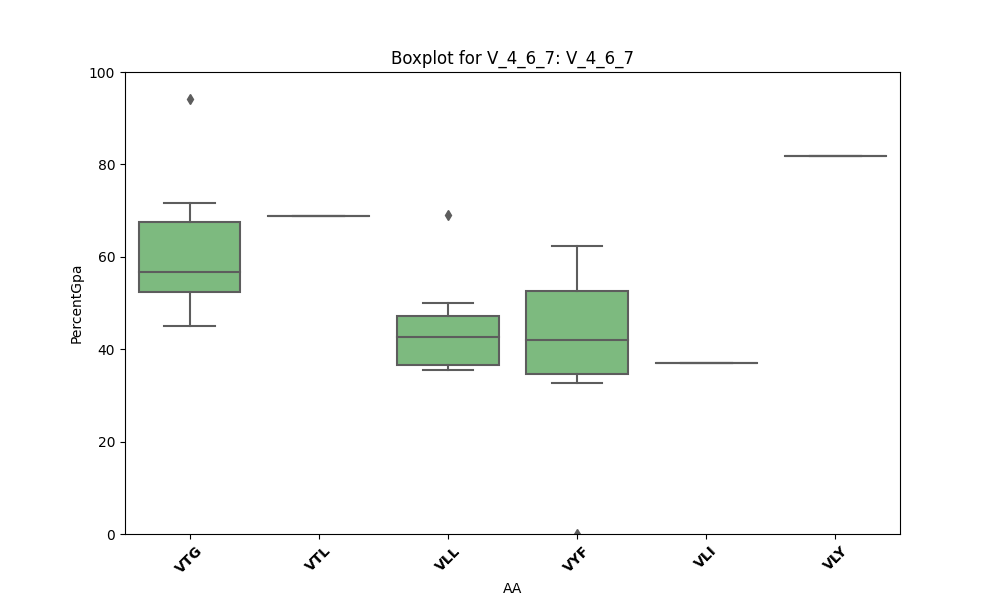 Boxplot for V_4_6_7: V_4_6_7
100
80
60
40
20
0
PercentGpa
VTG
VTL
VLL
VYF
VLI
VLY
AA